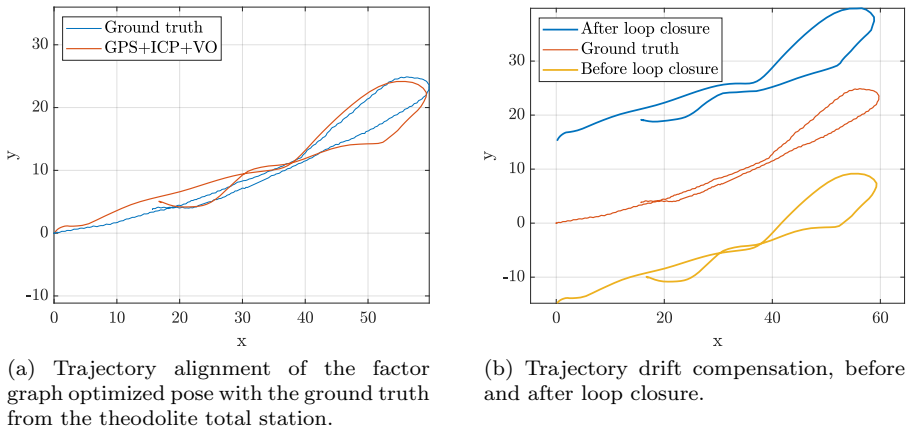 Ground truth
GPS+ICP+VO
30
20
10
0
-10
y
0 10 20 30 40 50
x
(a) Trajectory alignment of the factor
graph optimized pose with the ground truth
from the theodolite total station.
After loop closure
Ground truth
Before loop closure
40
30
20
10
0
-10
y
0 20 40 60
x
(b) Trajectory drift compensation, before
and after loop closure.